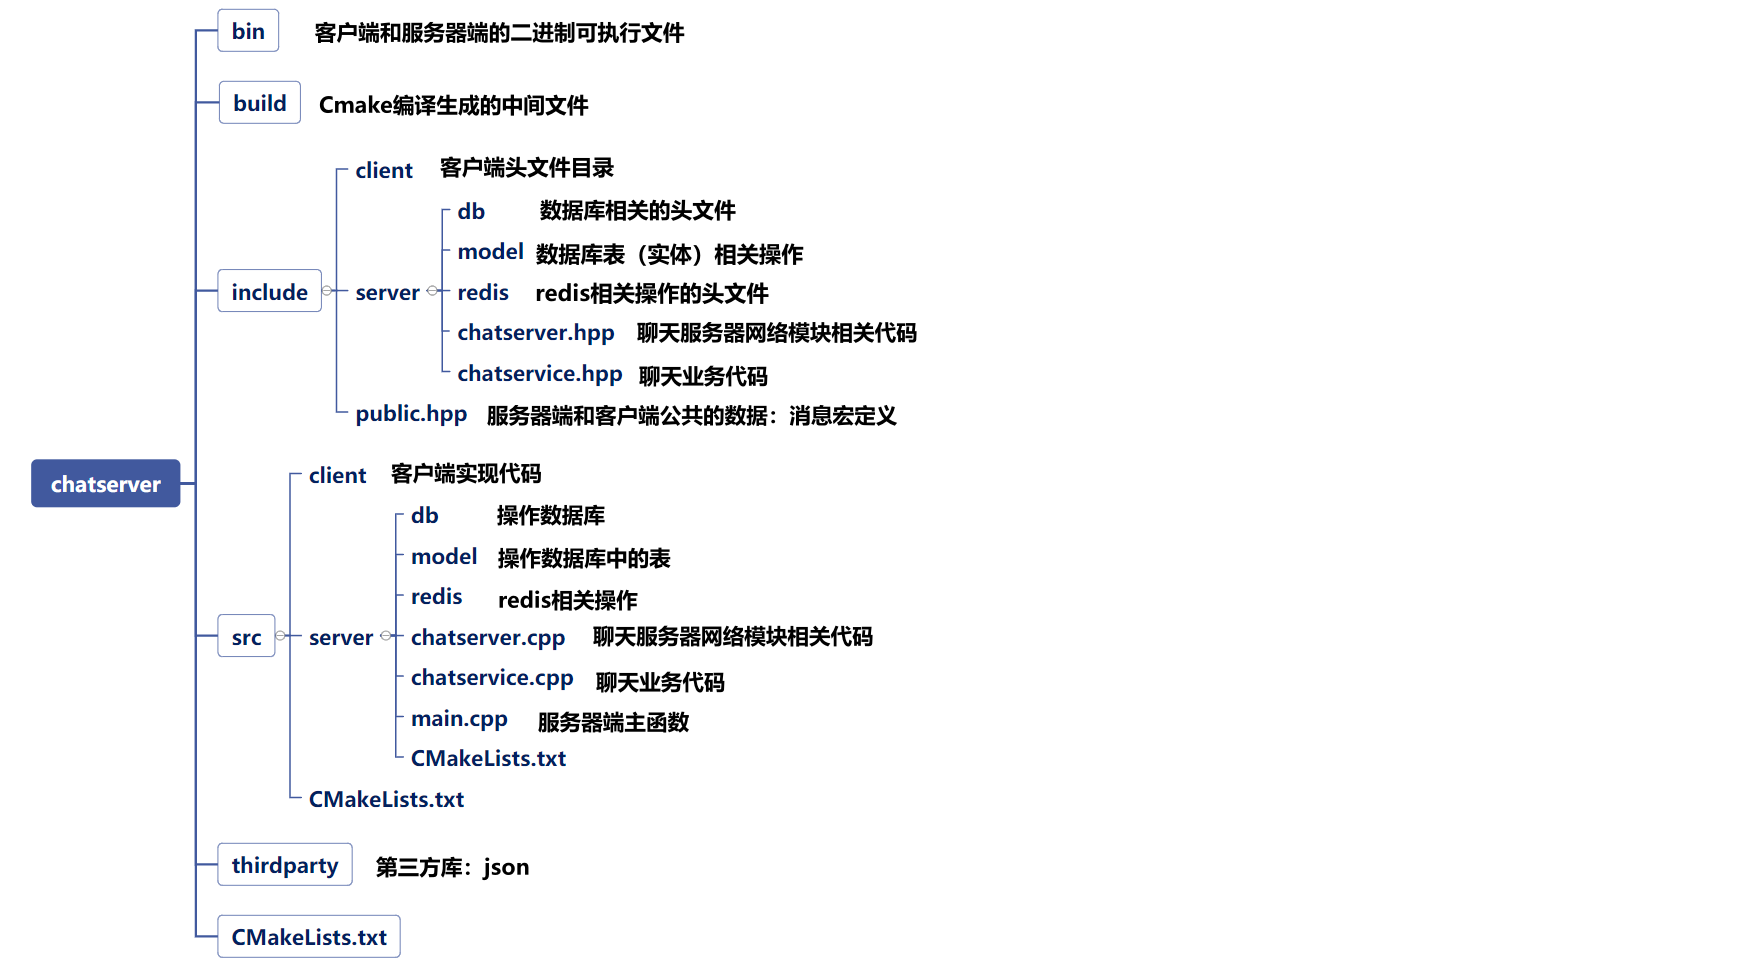 bin 客户端和服务器端的二进制可执行文件
build Cmake编译生成的中间文件
client 客户端头文件目录
db 数据库相关的头文件
model 数据库表（实体）相关操作
include server redis redis相关操作的头文件
chatserver.hpp 聊天服务器网络模块相关代码
chatservice.hpp 聊天业务代码
public.hpp 服务器端和客户端公共的数据：消息宏定义
client 客户端实现代码
chatserver
db 操作数据库
model 操作数据库中的表
redis redis相关操作
src server chatserver.cpp 聊天服务器网络模块相关代码
chatservice.cpp 聊天业务代码
main.cpp 服务器端主函数
CMakeLists.txt
CMakeLists.txt
thirdparty 第三方库：json
CMakeLists.txt